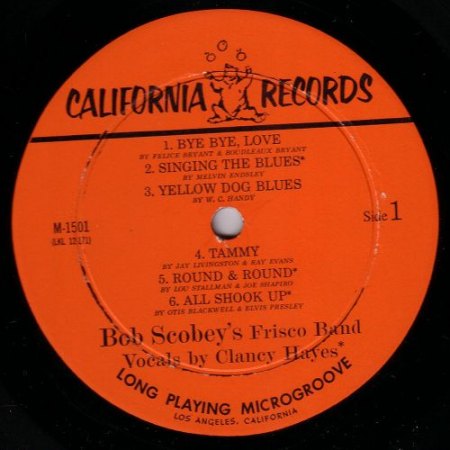 CALIFORNIA RECORDS
1. BYE BYE, LOVE
BY FELICE BRYANT & BOUDLEAUX BRYANT
2. SINGING THE BLUES*
BY MELVIN ENDSLEY
3. YELLOW DOG BLUES
BY W. C. HANDY
M-1501
(LKL 12-171)
Side 1
4. TAMMY
BY JAY LIVINGSTON & RAY EVANS
5. ROUND & ROUND*
BY LOU STALLMAN & JOE SHAPIRO
6. ALL SHOOK UP*
BY OTIS BLACKWELL & ELVIS PRESLEY
Bob Scobey's Frisco Band
Vocals by Clancy Hayes*
LONG PLAYING MICROGROOVE
LOS ANGELES, CALIFORNIA